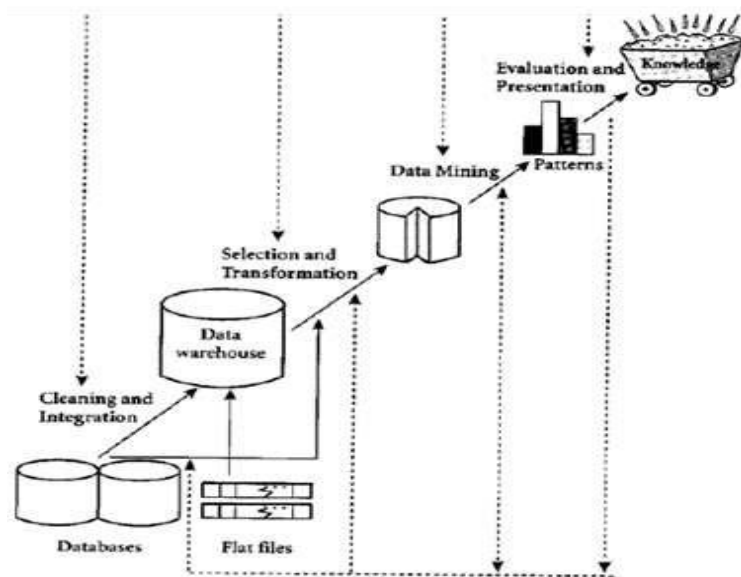 Evaluation and
Presentation
Knowledge
Data Mining
Patterns
Selection and
Transformation
Data
warehouse
Cleaning and
Integration
Databases
Flat files